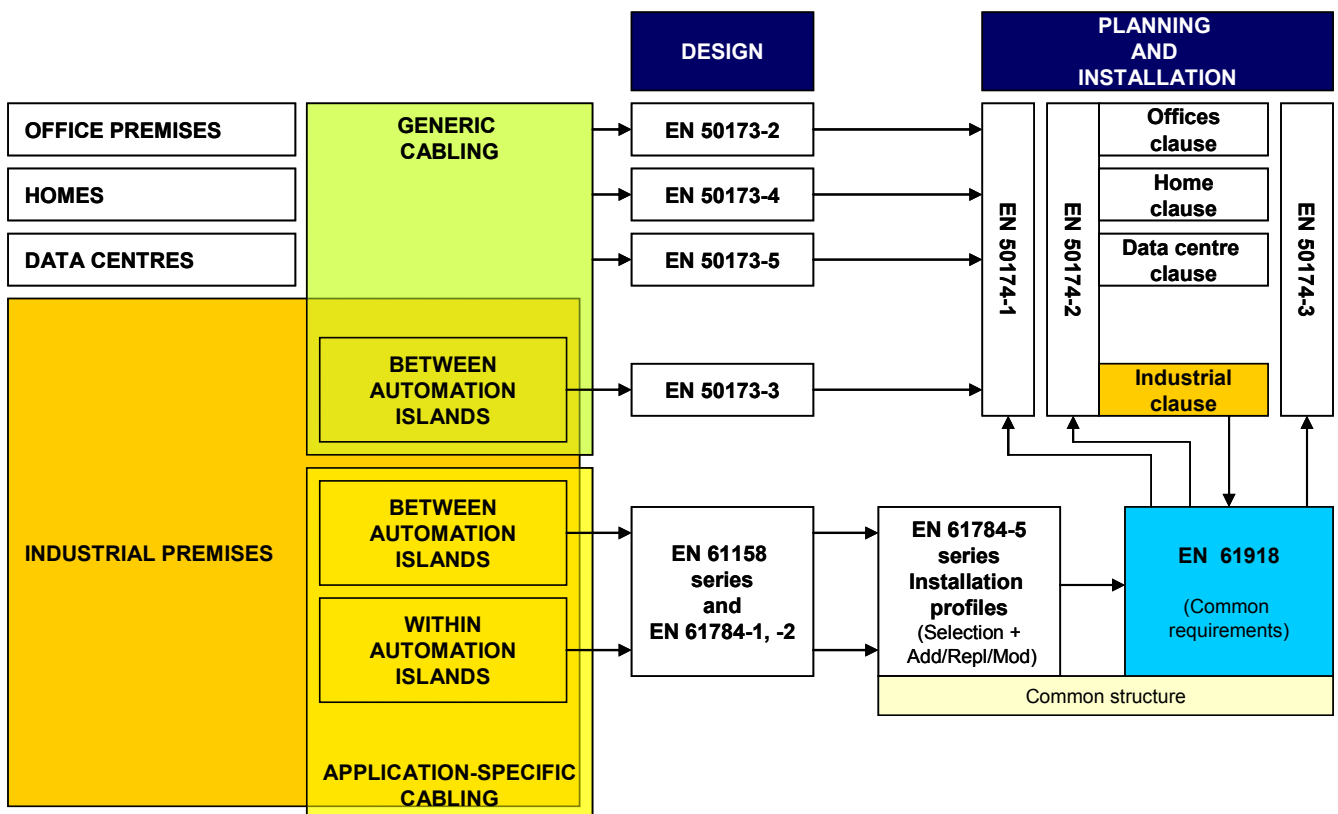 DESIGN
PLANNING
AND
INSTALLATION
OFFICE PREMISES
HOMES
DATA CENTRES
INDUSTRIAL PREMISES
GENERIC
CABLING
BETWEEN
AUTOMATION
ISLANDS
BETWEEN
AUTOMATION
ISLANDS
WITHIN
AUTOMATION
ISLANDS
APPLICATION-SPECIFIC
CABLING
EN 50173-2
EN 50173-4
EN 50173-5
EN 50173-3
EN 61158
series
and
EN 61784-1, -2
EN 50174-1
EN 50174-2
Offices
clause
Home
clause
Data centre
clause
Industrial
clause
EN 50174-3
EN 61784-5
series
Installation
profiles
(Selection +
Add/Repl/Mod)
EN 61918
(Common
requirements)
Common structure